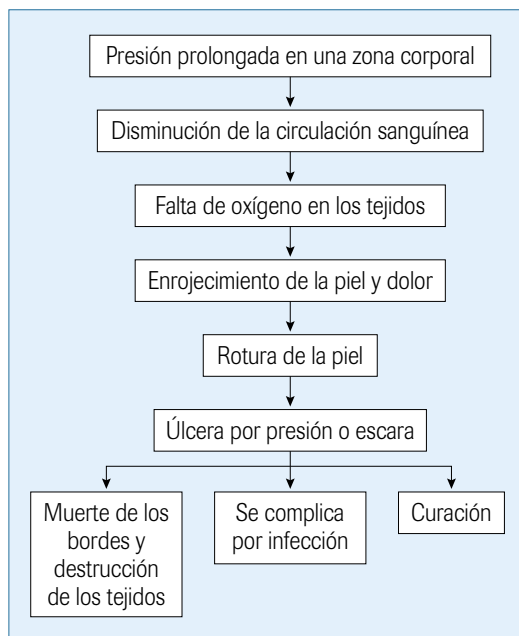 Presión prolongada en una zona corporal
Disminución de la circulación sanguínea
Falta de oxígeno en los tejidos
Enrojecimiento de la piel y dolor
Rotura de la piel
Úlcera por presión o escara
Muerte de los
bordes y
destrucción
de los tejidos
Se complica
por infección
Curación